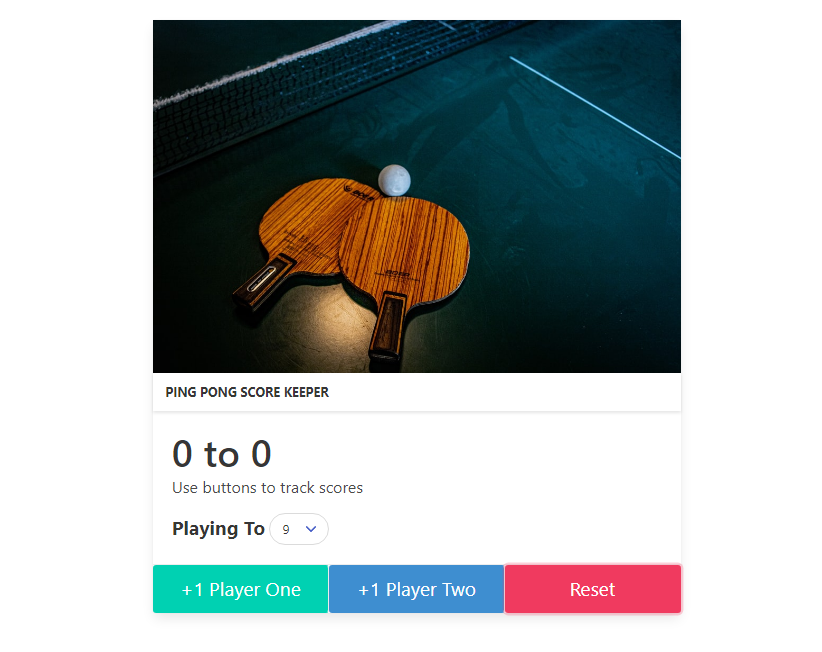 PING PONG SCORE KEEPER
0 to 0
Use buttons to track scores
Playing To 9
+1 Player One +1 Player Two Reset